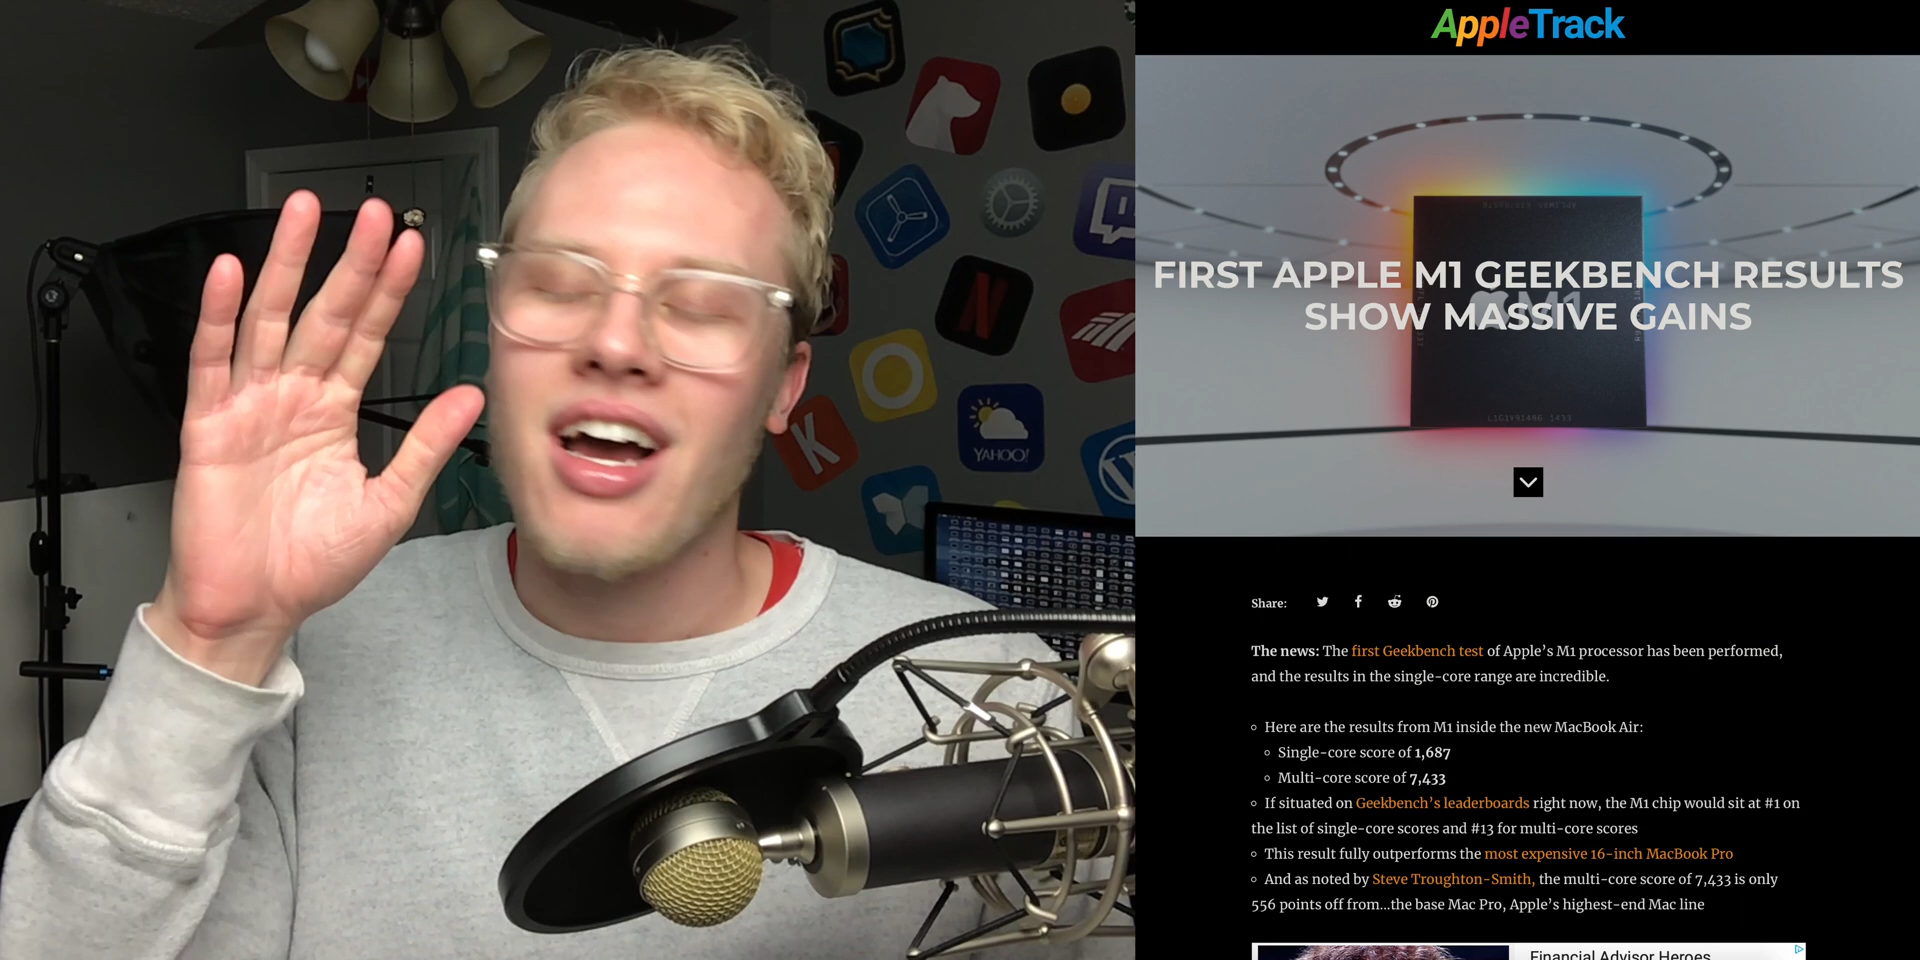 AppleTrack
FIRST APPLE M1 GEEKBENCH RESULTS
SHOW MASSIVE GAINS
YAHOO!
Share:
The news: The first Geekbench test of Apple's M1 processor has been performed,
and the results in the single-core range are incredible.
Here are the results from M1 inside the new MacBook Air:
Single-core score of 1,687
Multi-core score of 7,433
If situated on Geekbench's leaderboards right now, the M1 chip would sit at #1 on
the list of single-core scores and #13 for multi-core scores
This result fully outperforms the most expensive 16-inch MacBook Pro
And as noted by Steve Troughton-Smith, the multi-core score of 7,433 is only
556 points off from...the base Mac Pro, Apple's highest-end Mac line
Financial Advisor Heroes